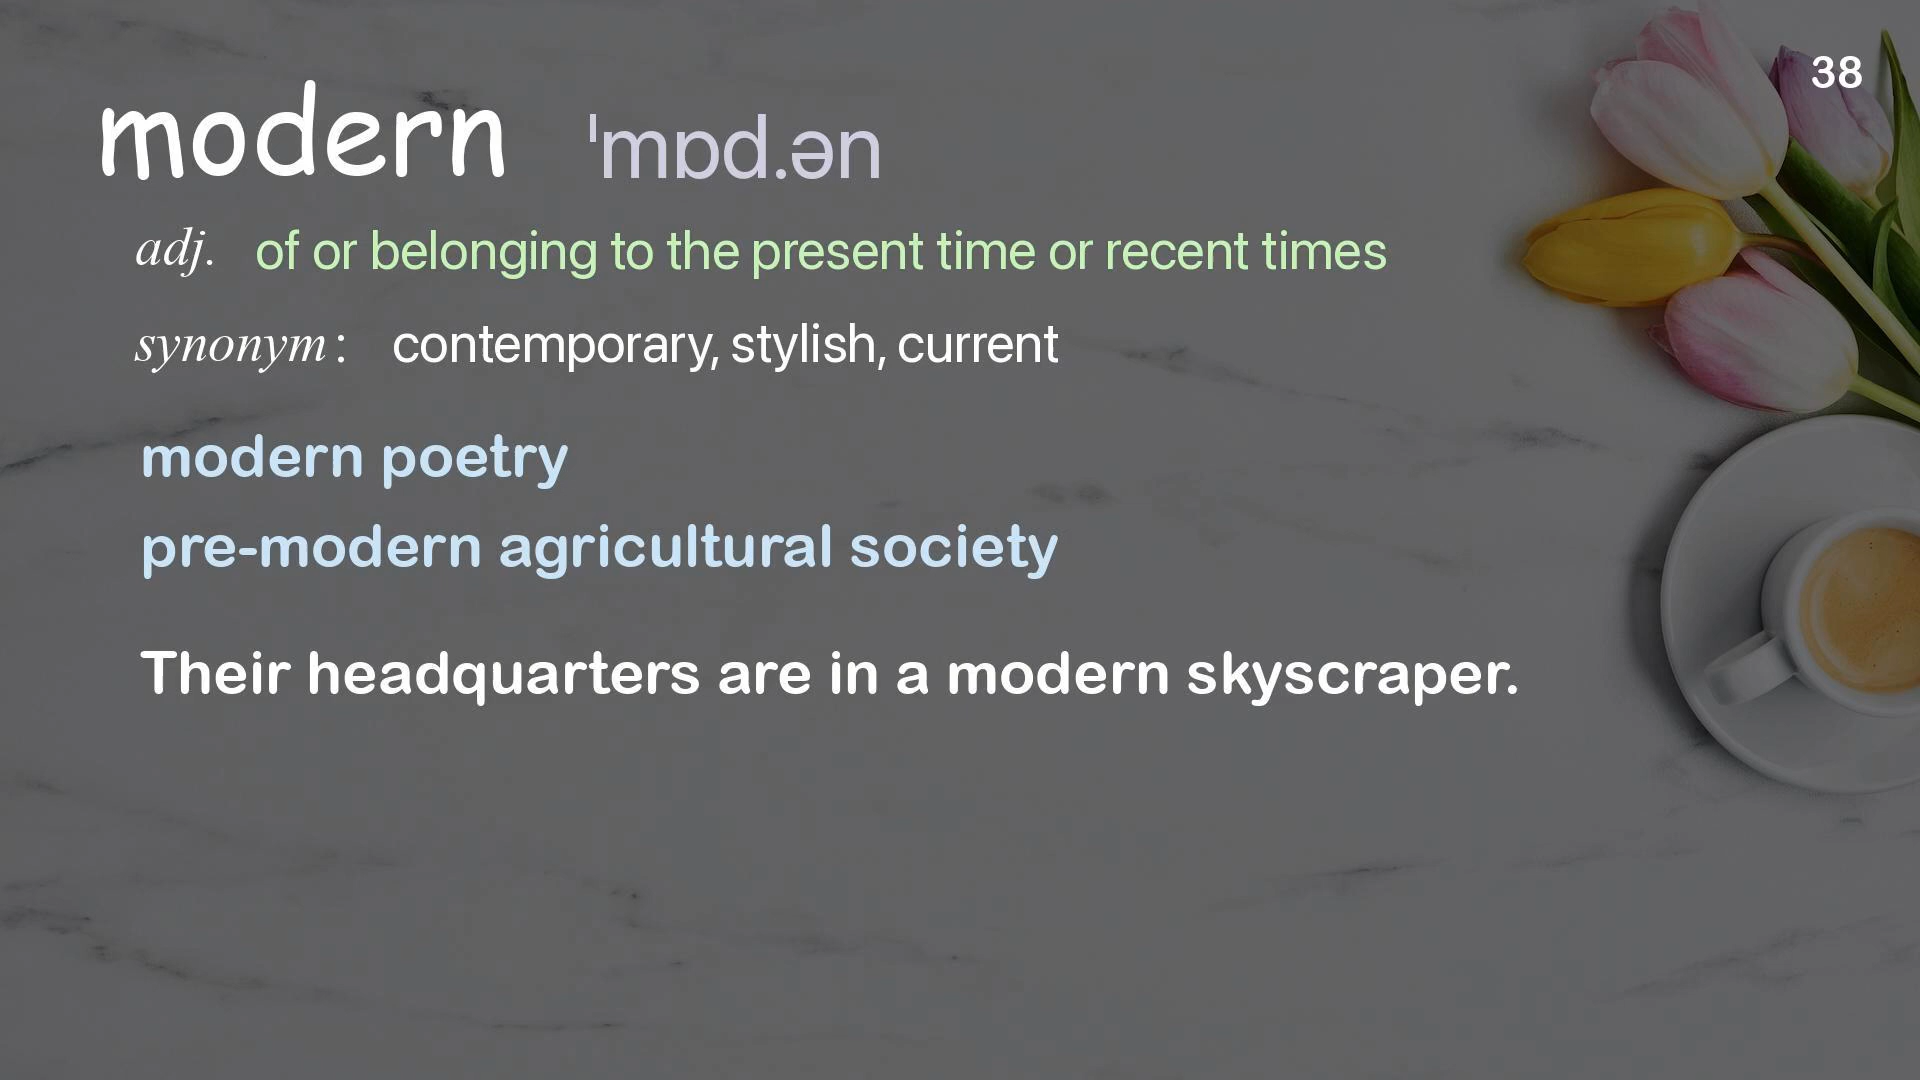 38
modern ˈmɒd.ən
adj. of or belonging to the present time or recent times
synonym: contemporary, stylish, current
modern poetry
pre-modern agricultural society
Their headquarters are in a modern skyscraper.